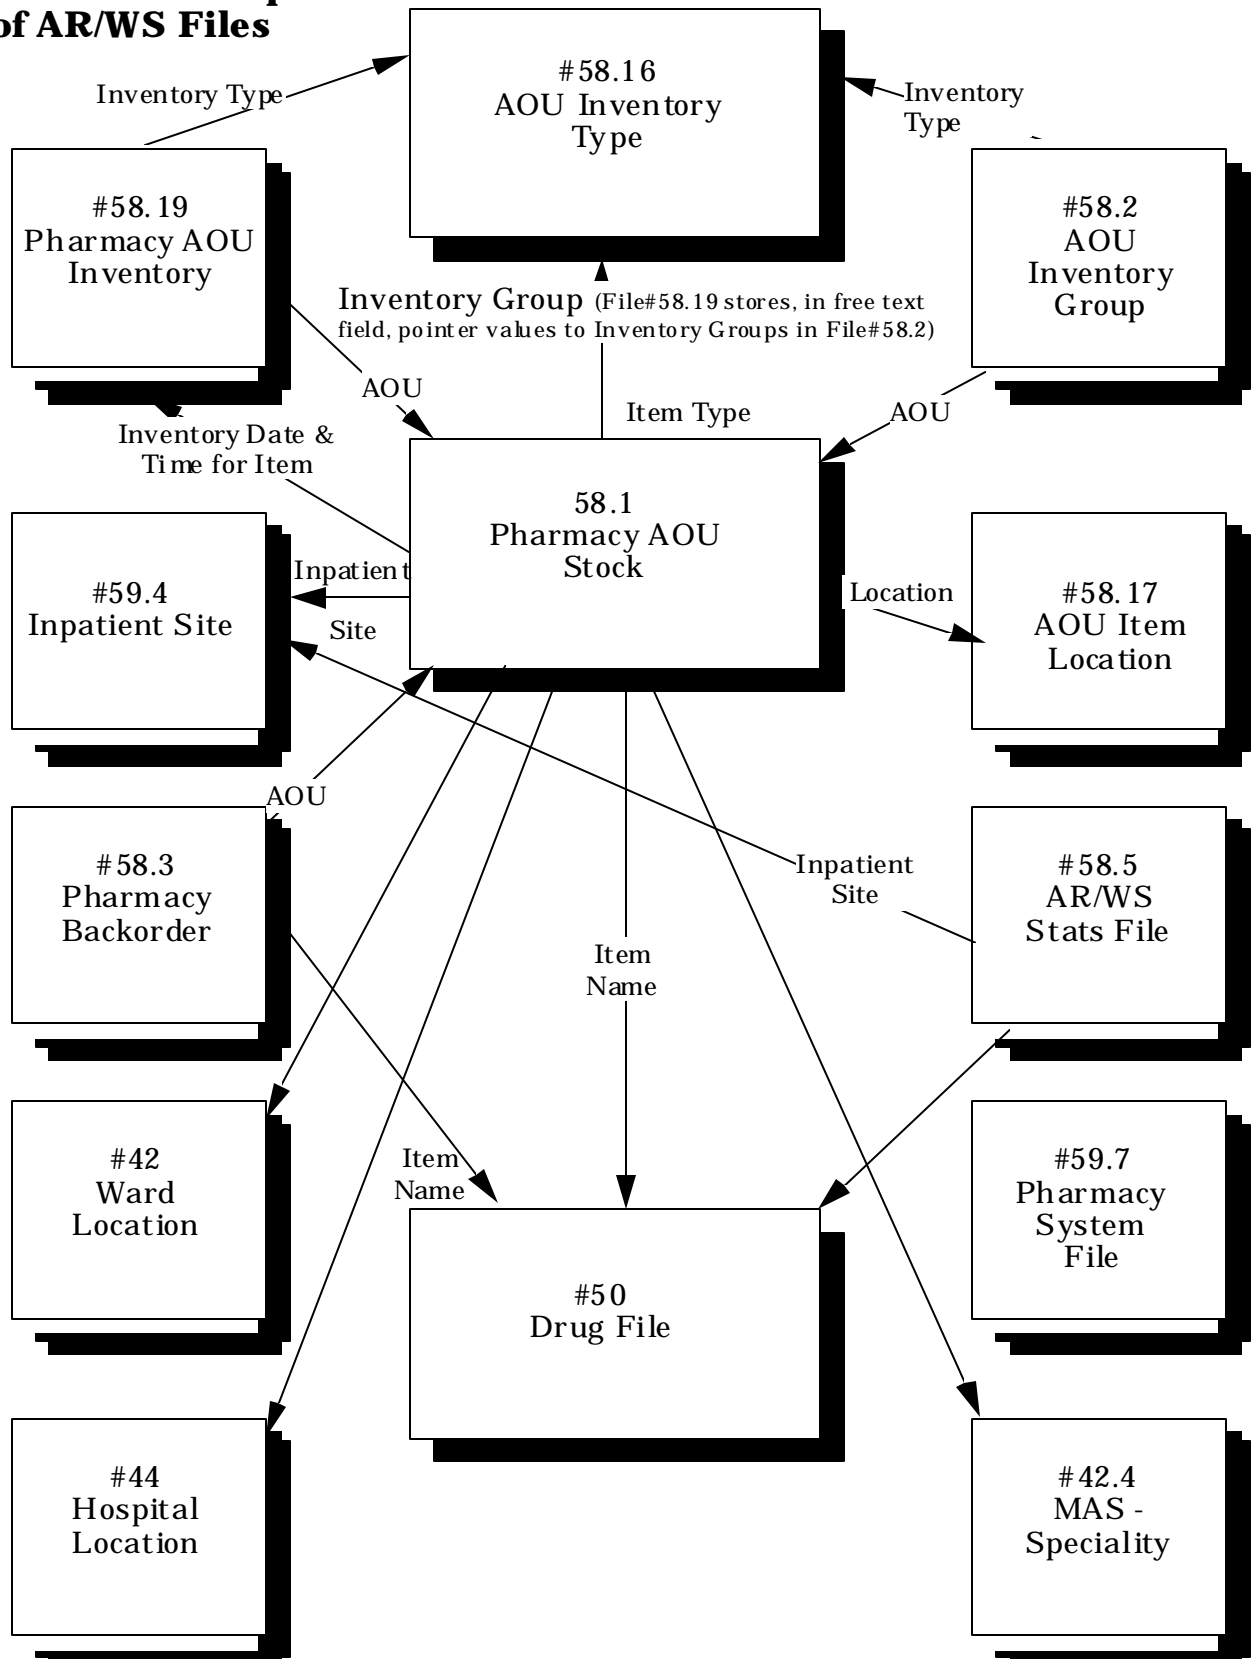 of AR/WS Files
#58.16
AOU Inventory
Type
Inventory Type
Inventory
Type
#58.19
Pharmacy AOU
Inventory
#58.2
AOU
Inventory
Group
Inventory Group (File#58.19 stores, in free text
field, pointer values to Inventory Groups in File#58.2)
AOU
Item Type
AOU
Inventory Date &
Time for Item
58.1
Pharmacy AOU
Stock
#59.4
Inpatient Site
Inpatient
Site
Location
#58.17
AOU Item
Location
AOU
#58.3
Pharmacy
Backorder
Inpatient
Site
#58.5
AR/WS
Stats File
Item
Name
#42
Ward
Location
Item
Name
#59.7
Pharmacy
System
File
#50
Drug File
#44
Hospital
Location
#42.4
MAS -
Speciality